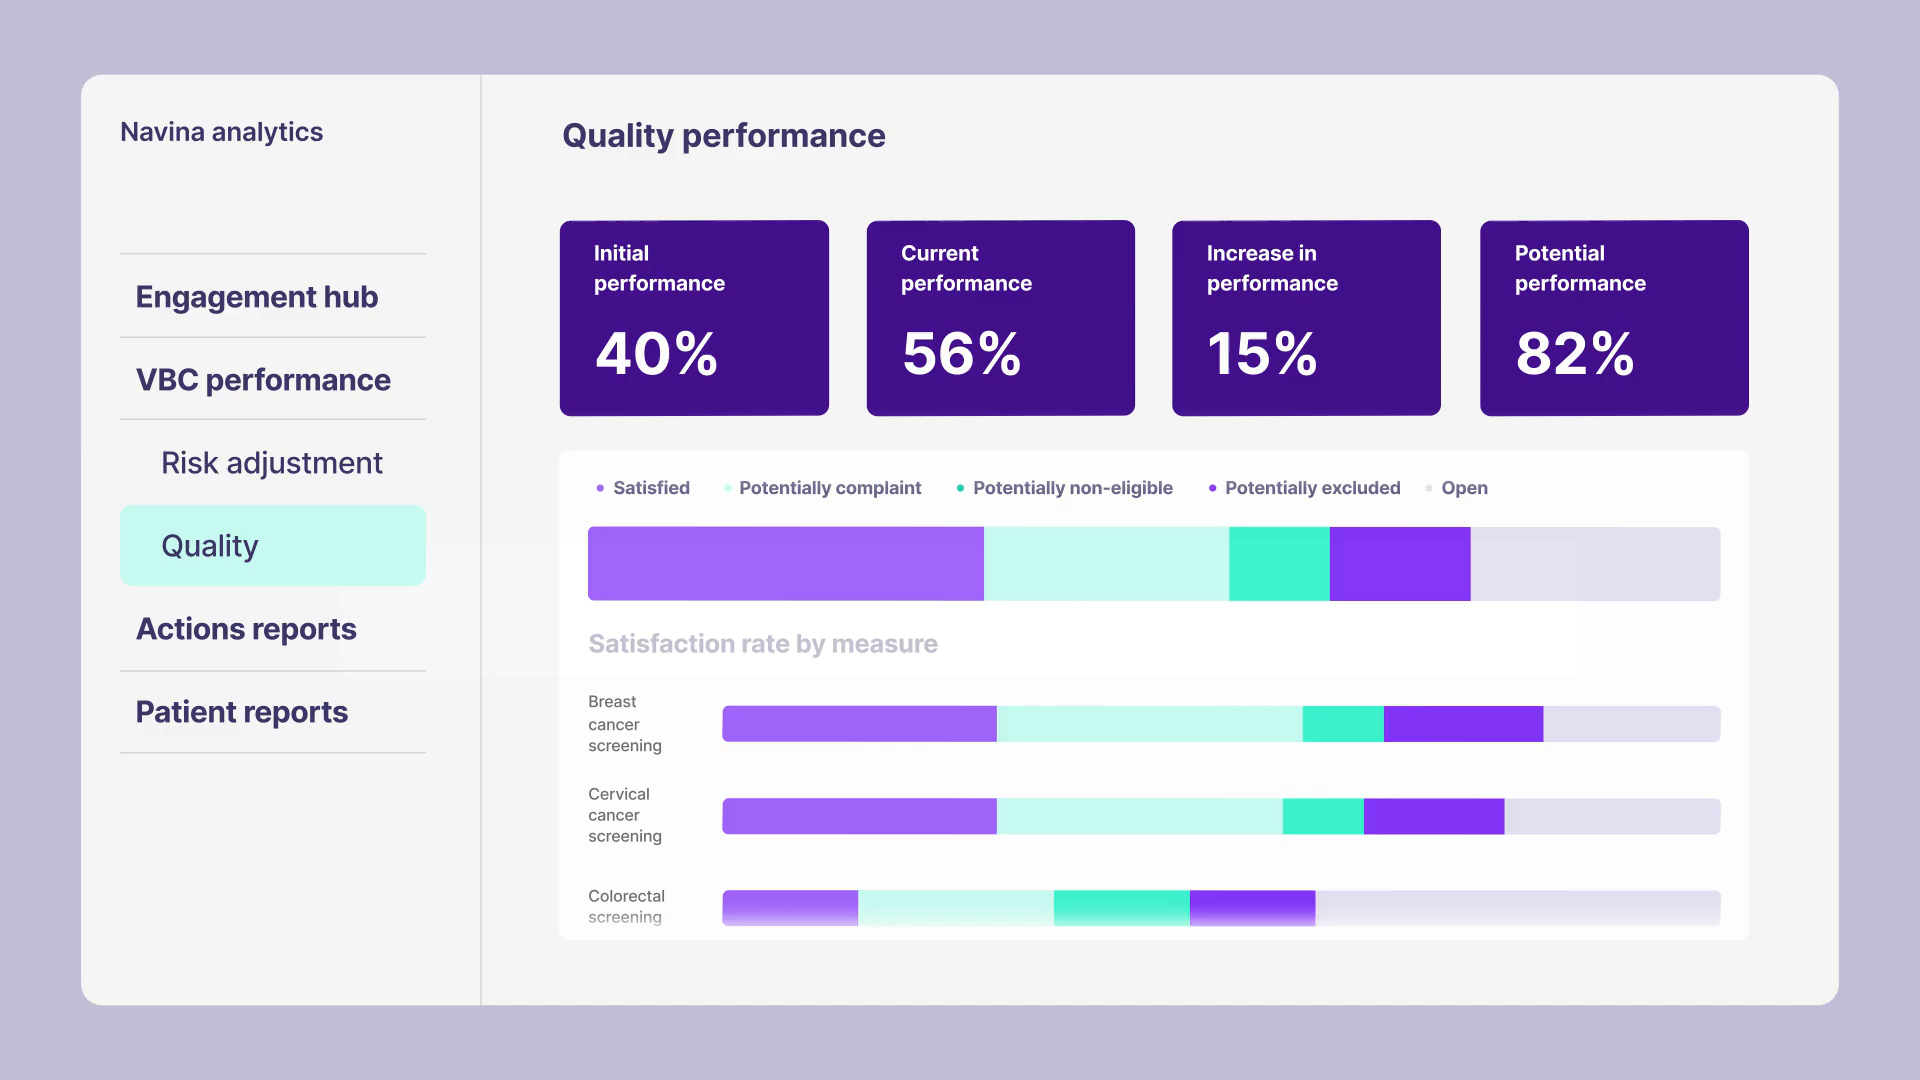 Navina analytics
Engagement hub
VBC performance
Risk adjustment
Quality
Actions reports
Patient reports
Quality performance
Initial
performance
40%
Current
performance
56%
Increase in
performance
15%
Potential
performance
82%
Satisfied
Potentially complaint
Potentially non-eligible
Potentially excluded
Open
Satisfaction rate by measure
Breast
cancer
screening
Cervical
cancer
screening
Colorectal
screening